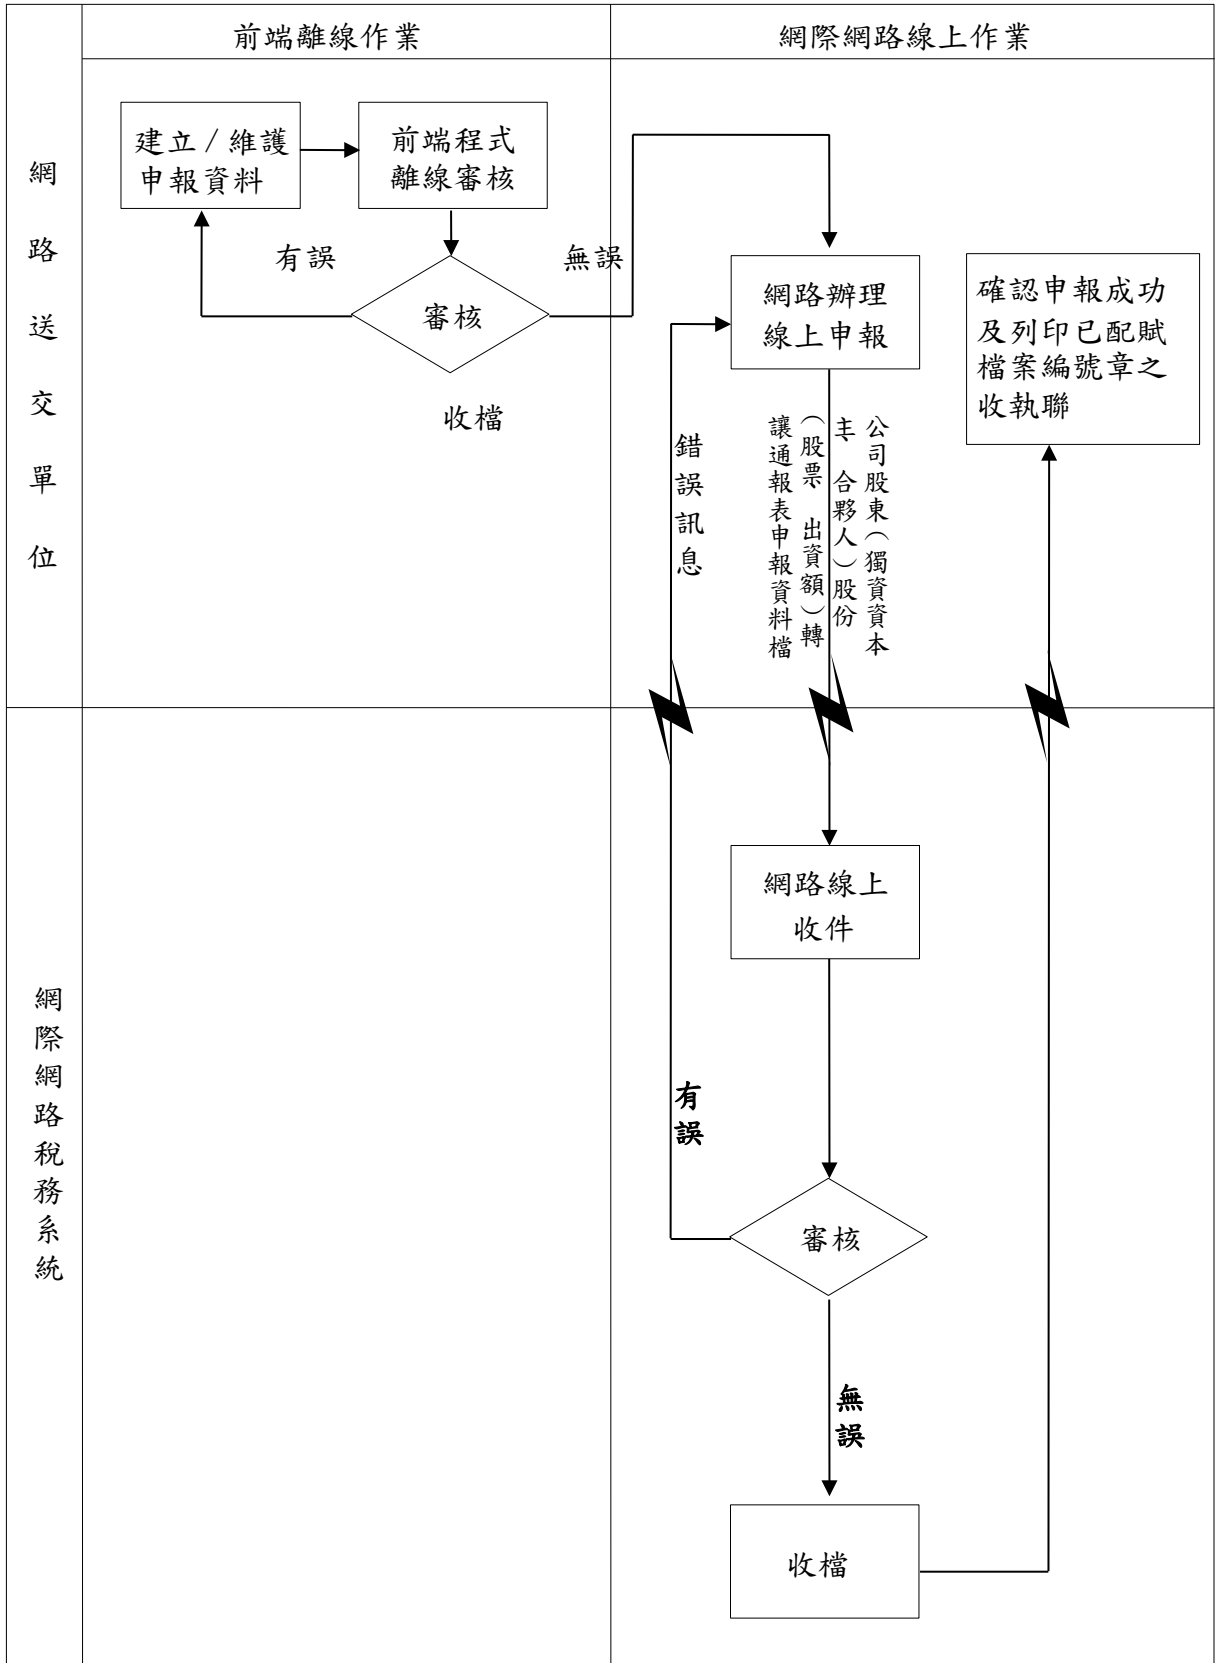 前端離線作業
網際網路線上作業
網路送交單位
建立／維護
申報資料
前端程式
離線審核
有誤
無誤
審核
收檔
網路辦理
線上申報
確認申報成功
及列印已配賦
檔案編號章之
收執聯
錯誤訊息
公司股東（獨資資本
主、合夥人）股份
（股票、出資額）轉
讓通報表申報資料檔
網際網路稅務系統
網路線上
收件
有誤
審核
無誤
收檔